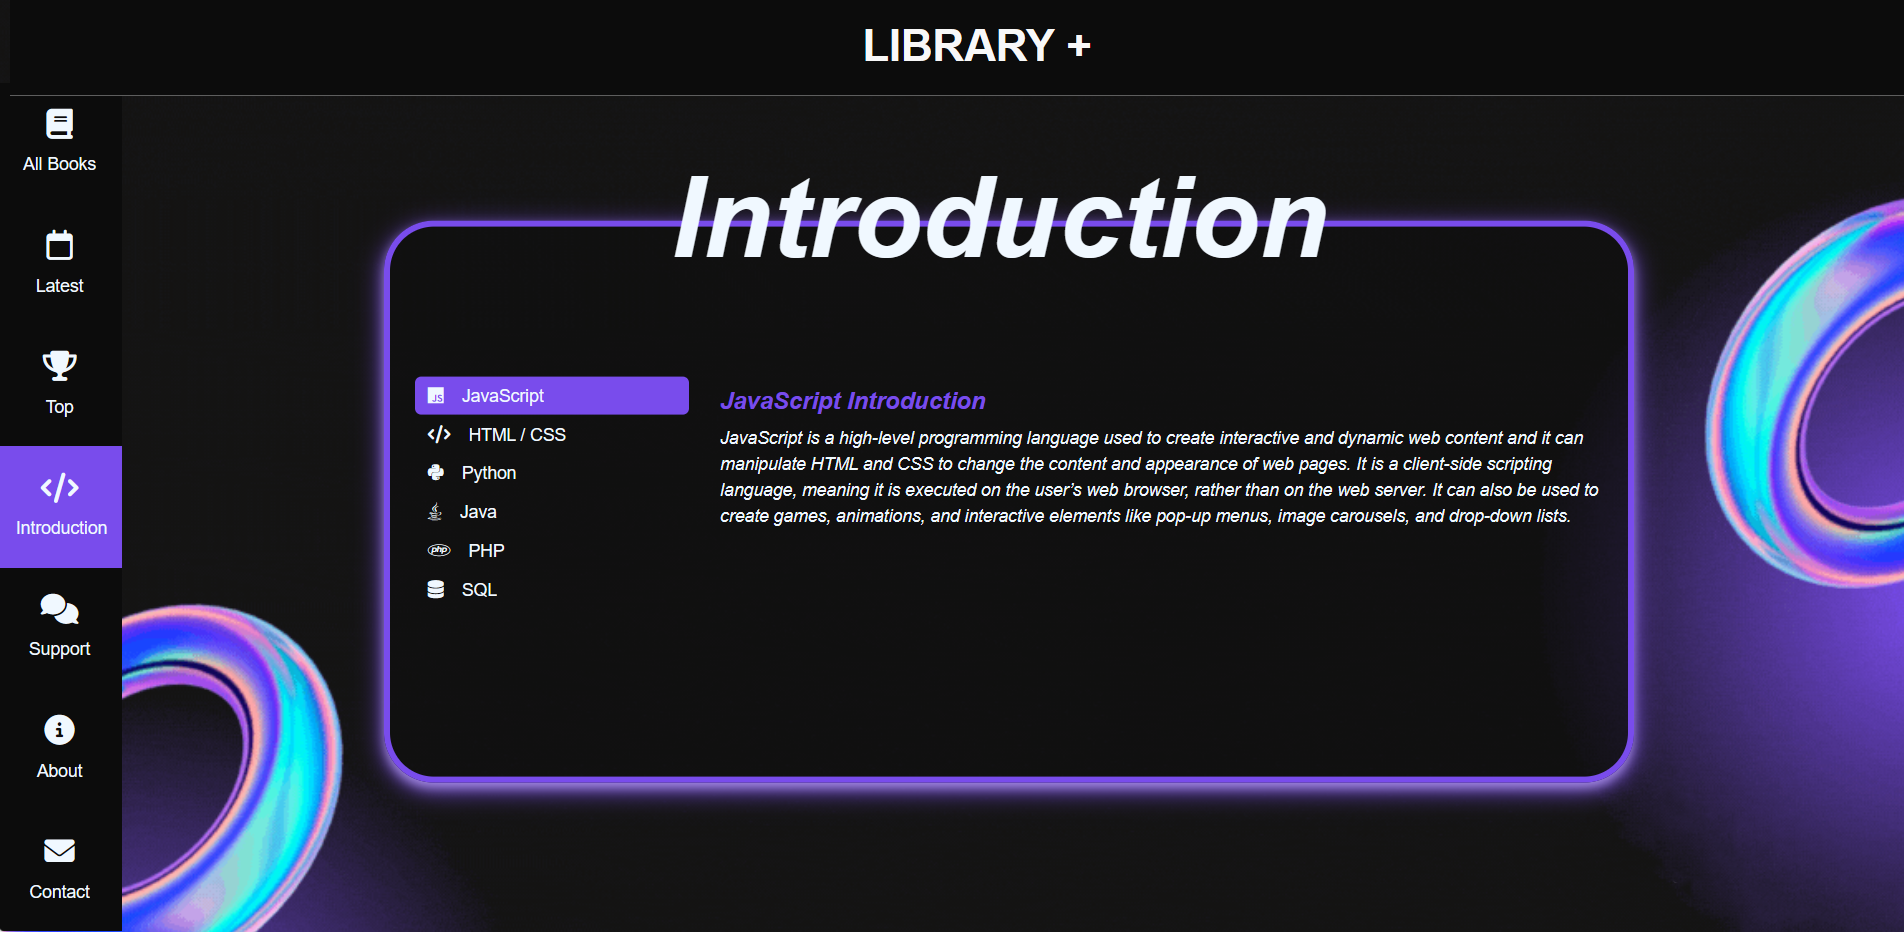 LIBRARY +
All Books
Latest
Top
Introduction
Support
About
Contact
Introduction
JS JavaScript
HTML / CSS
Python
Java
php PHP
SQL
JavaScript Introduction
JavaScript is a high-level programming language used to create interactive and dynamic web content and it can
manipulate HTML and CSS to change the content and appearance of web pages. It is a client-side scripting
language, meaning it is executed on the user’s web browser, rather than on the web server. It can also be used to
create games, animations, and interactive elements like pop-up menus, image carousels, and drop-down lists.